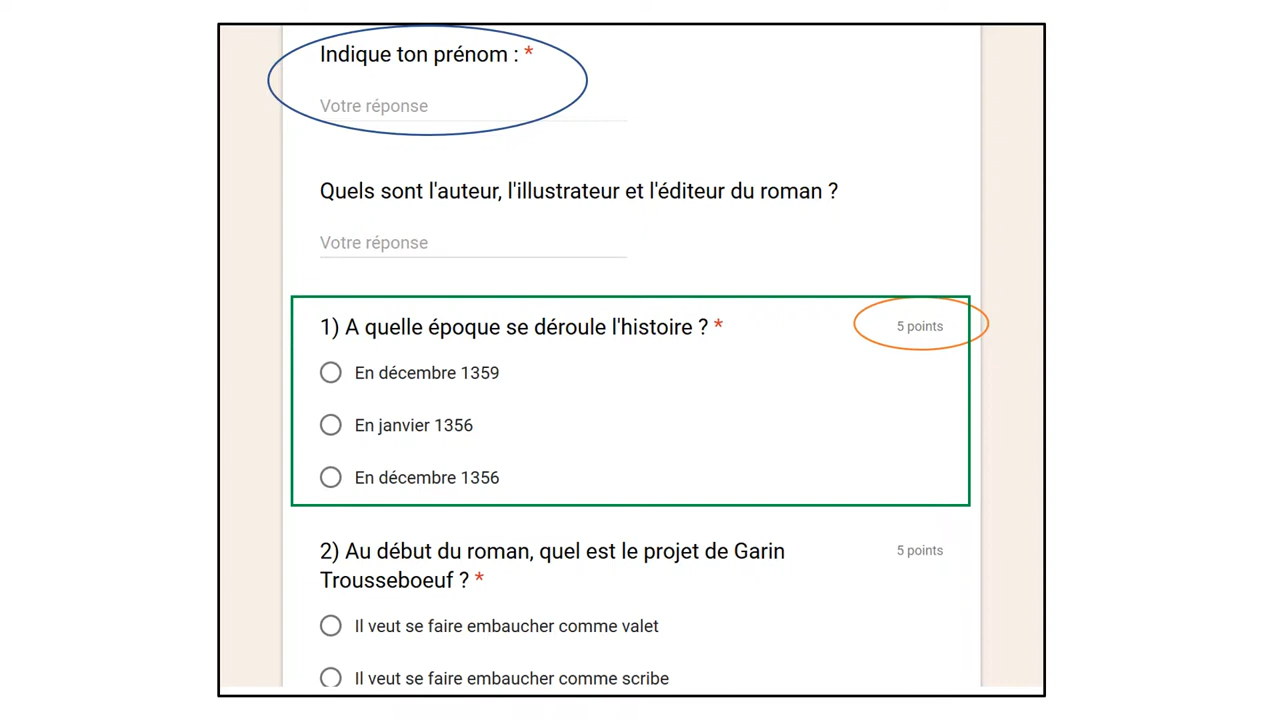 Indique ton prénom : *
Votre réponse
Quels sont l'auteur, l'illustrateur et l'éditeur du roman ?
Votre réponse
1) A quelle époque se déroule l'histoire ? *
5 points
En décembre 1359
En janvier 1356
En décembre 1356
2) Au début du roman, quel est le projet de Garin
5 points
Trousseboeuf ? *
Il veut se faire embaucher comme valet
Il veut se faire embaucher comme scribe